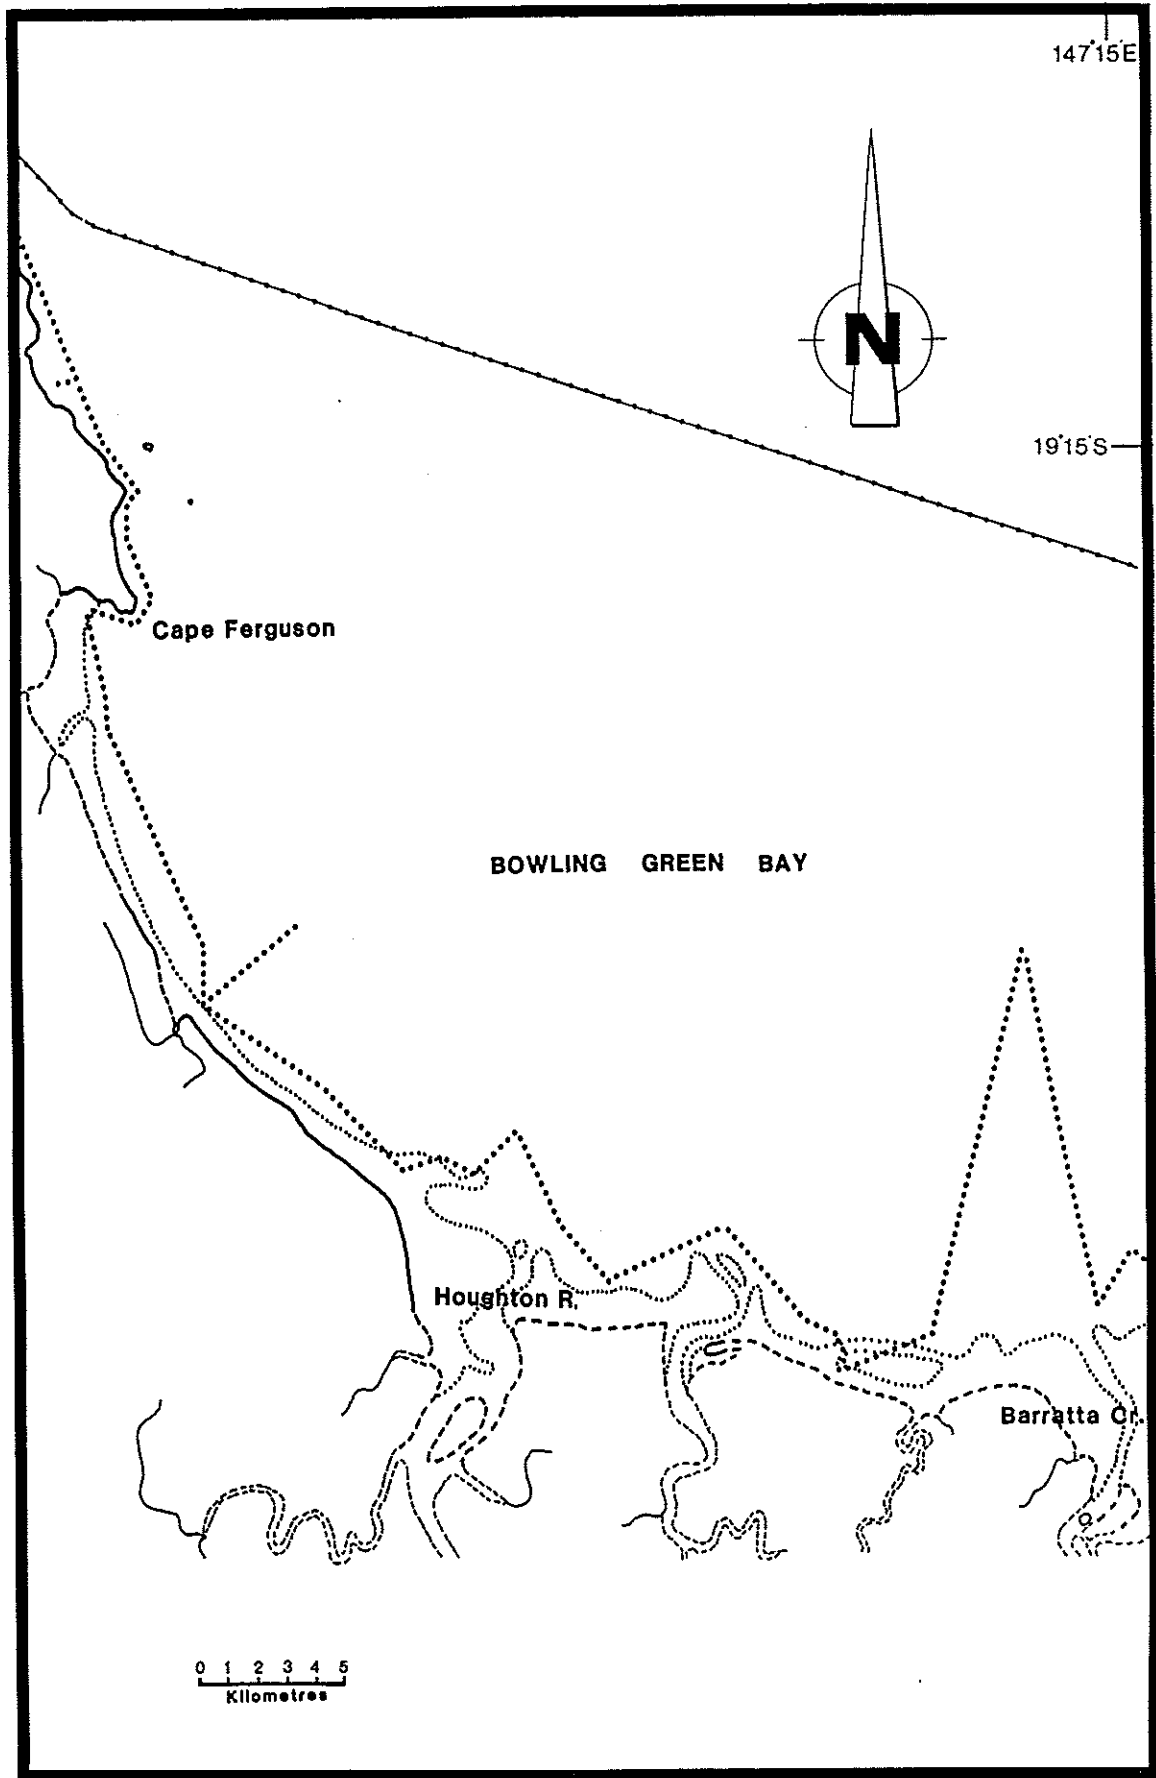 147°15'E
N
19°15'S
Cape Ferguson
BOWLING GREEN BAY
Houghton R.
Barratta Cr.
0 1 2 3 4 5
Kilometres